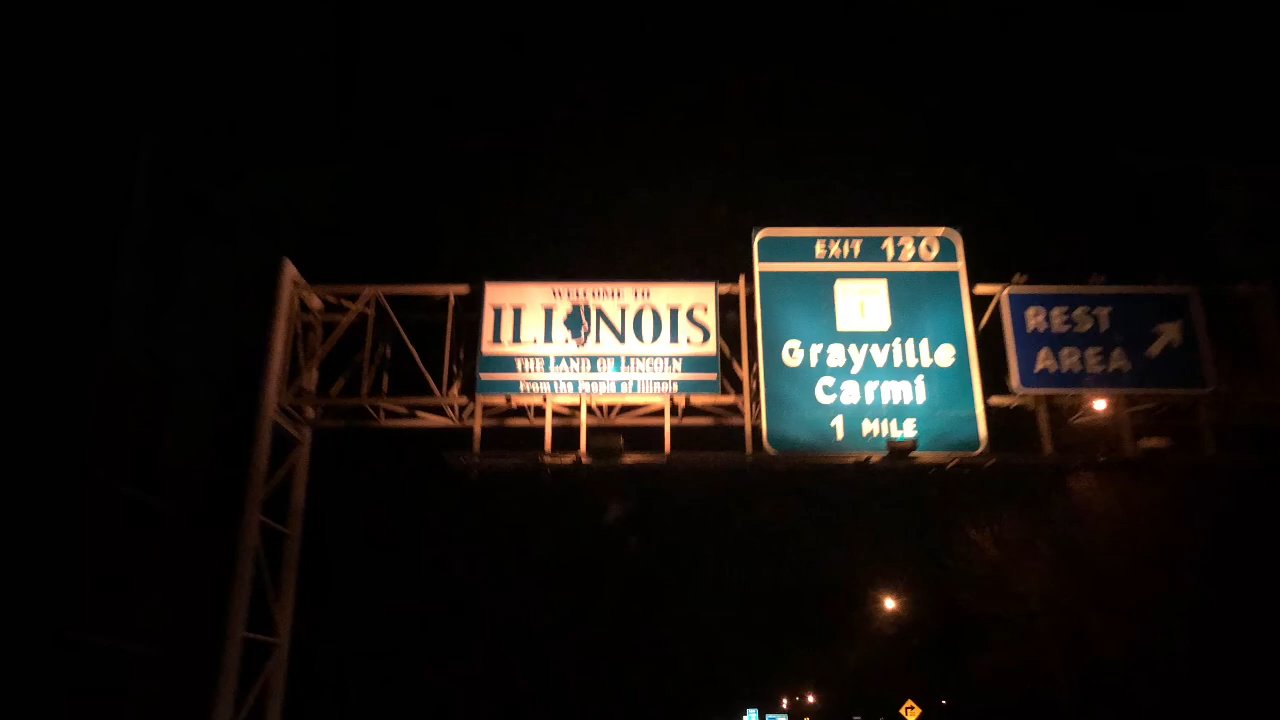 WELCOME TO
ILLINOIS
THE LAND OF LINCOLN
From the People of Illinois
EXIT 130
1
Grayville
Carmi
1 MILE
REST
AREA